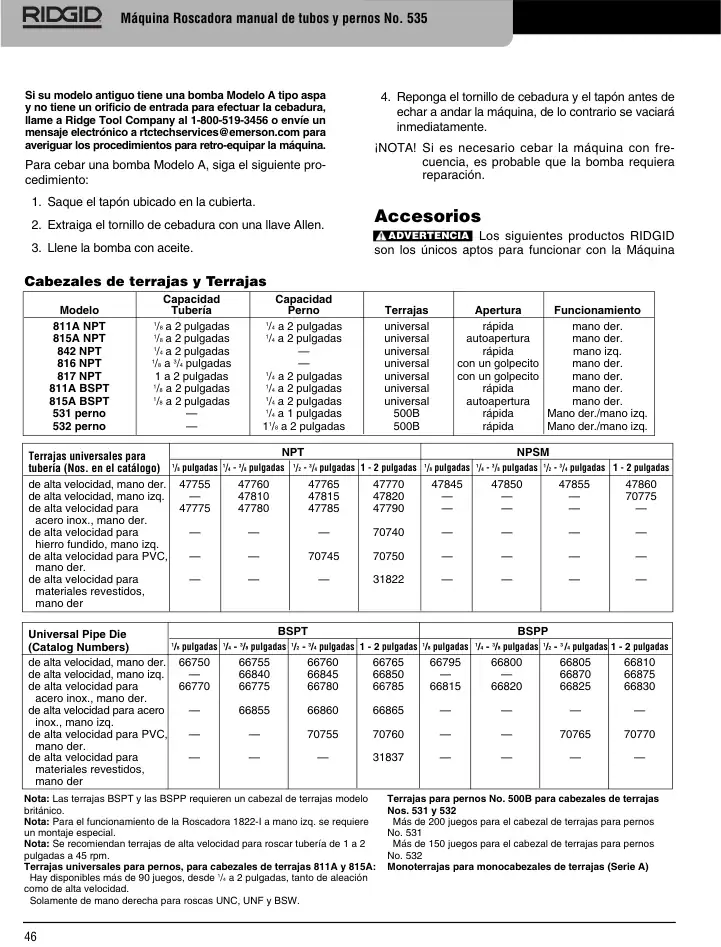 RIDGID
Máquina Roscadora manual de tubos y pernos No. 535
Si su modelo antiguo tiene una bomba Modelo A tipo aspa
y no tiene un orificio de entrada para efectuar la cebadura,
llame a Ridge Tool Company al 1-800-519-3456 o envíe un
mensaje electrónico a rtctechservices@emerson.com para
averiguar los procedimientos para retro-equipar la máquina.
Para cebar una bomba Modelo A, siga el siguiente pro-
cedimiento:
1. Saque el tapón ubicado en la cubierta.
2. Extraiga el tornillo de cebadura con una llave Allen.
3. Llene la bomba con aceite.
4. Reponga el tornillo de cebadura y el tapón antes de
echar a andar la máquina, de lo contrario se vaciará
inmediatamente.
¡NOTA! Si es necesario cebar la máquina con fre-
cuencia, es probable que la bomba requiera
reparación.
Accesorios
ADVERTENCIA Los siguientes productos RIDGID
son los únicos aptos para funcionar con la Máquina
Cabezales de terrajas y Terrajas
Capacidad Capacidad
Modelo Tubería Perno Terrajas Apertura Funcionamiento
811A NPT 1/8 a 2 pulgadas 1/4 a 2 pulgadas universal rápida mano der.
815A NPT 1/8 a 2 pulgadas 1/4 a 2 pulgadas universal autoapertura mano der.
842 NPT 1/4 a 2 pulgadas — universal rápida mano izq.
816 NPT 1/8 a 3/4 pulgadas — universal con un golpecito mano der.
817 NPT 1 a 2 pulgadas 1/4 a 2 pulgadas universal con un golpecito mano der.
811A BSPT 1/8 a 2 pulgadas 1/4 a 2 pulgadas universal rápida mano der.
815A BSPT 1/8 a 2 pulgadas 1/4 a 2 pulgadas universal autoapertura mano der.
531 perno — 1/4 a 1 pulgadas 500B rápida Mano der./mano izq.
532 perno — 11/8 a 2 pulgadas 500B rápida Mano der./mano izq.
Terrajas universales para NPT NPSM
tubería (Nos. en el catálogo) 1/8 pulgadas 1/4 - 3/8 pulgadas 1/2 - 3/4 pulgadas 1 - 2 pulgadas 1/8 pulgadas 1/4 - 3/8 pulgadas 1/2 - 3/4 pulgadas 1 - 2 pulgadas
de alta velocidad, mano der. 47755 47760 47765 47770 47845 47850 47855 47860
de alta velocidad, mano izq. — 47810 47815 47820 — — — 70775
de alta velocidad para 47775 47780 47785 47790 — — — —
acero inox., mano der.
de alta velocidad para — — — 70740 — — — —
hierro fundido, mano izq.
de alta velocidad para PVC, — — 70745 70750 — — — —
mano der.
de alta velocidad para — — — 31822 — — — —
materiales revestidos,
mano der
Universal Pipe Die BSPT BSPP
(Catalog Numbers) 1/8 pulgadas 1/4 - 3/8 pulgadas 1/2 - 3/4 pulgadas 1 - 2 pulgadas 1/8 pulgadas 1/4 - 3/8 pulgadas 1/2 - 3/4 pulgadas 1 - 2 pulgadas
de alta velocidad, mano der. 66750 66755 66760 66765 66795 66800 66805 66810
de alta velocidad, mano izq. — 66840 66845 66850 — — 66870 66875
de alta velocidad para 66770 66775 66780 66785 66815 66820 66825 66830
acero inox., mano der.
de alta velocidad para acero — 66855 66860 66865 — — — —
inox., mano izq.
de alta velocidad para PVC, — — 70755 70760 — — 70765 70770
mano der.
de alta velocidad para — — — 31837 — — — —
materiales revestidos,
mano der
Nota: Las terrajas BSPT y las BSPP requieren un cabezal de terrajas modelo
británico.
Nota: Para el funcionamiento de la Roscadora 1822-I a mano izq. se requiere
un montaje especial.
Nota: Se recomiendan terrajas de alta velocidad para roscar tubería de 1 a 2
pulgadas a 45 rpm.
Terrajas universales para pernos, para cabezales de terrajas 811A y 815A:
Hay disponibles más de 90 juegos, desde 1/4 a 2 pulgadas, tanto de aleación
como de alta velocidad.
Solamente de mano derecha para roscas UNC, UNF y BSW.
Terrajas para pernos No. 500B para cabezales de terrajas
Nos. 531 y 532
Más de 200 juegos para el cabezal de terrajas para pernos
No. 531
Más de 150 juegos para el cabezal de terrajas para pernos
No. 532
Monoterrajas para monocabezales de terrajas (Serie A)
46